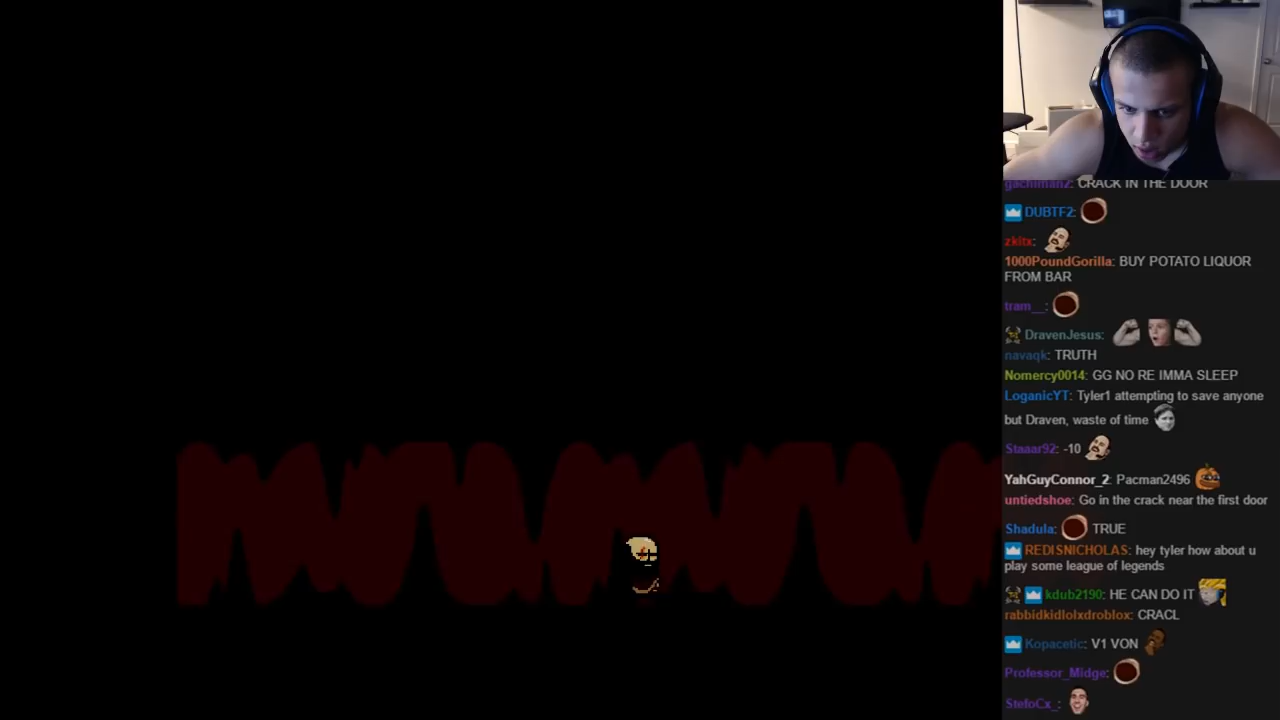 gachiman2: CRACK IN THE DOOR
DUBTF2:
zkitx:
1000PoundGorilla: BUY POTATO LIQUOR
FROM BAR
tram__:
DravenJesus:
navaqk: TRUTH
Nomercy0014: GG NO RE IMMA SLEEP
LoganicYT: Tyler1 attempting to save anyone
but Draven, waste of time
Staaar92: -10
YahGuyConnor_2: Pacman2496
untiedshoe: Go in the crack near the first door
Shadula: TRUE
REDISNICHOLAS: hey tyler how about u
play some league of legends
kdub2190: HE CAN DO IT
rabbidkidlolxdroblox: CRACL
Kopacetic: V1 VON
Professor_Midge:
StefoCx_: